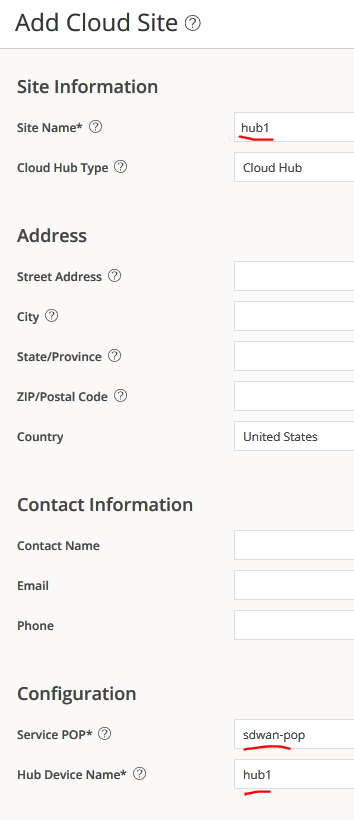 Add Cloud Site ?
Site Information
Site Name* ? hub1
Cloud Hub Type ? Cloud Hub
Address
Street Address ?
City ?
State/Province ?
ZIP/Postal Code ?
Country United States
Contact Information
Contact Name
Email
Phone
Configuration
Service POP* ? sdwan-pop
Hub Device Name* ? hub1